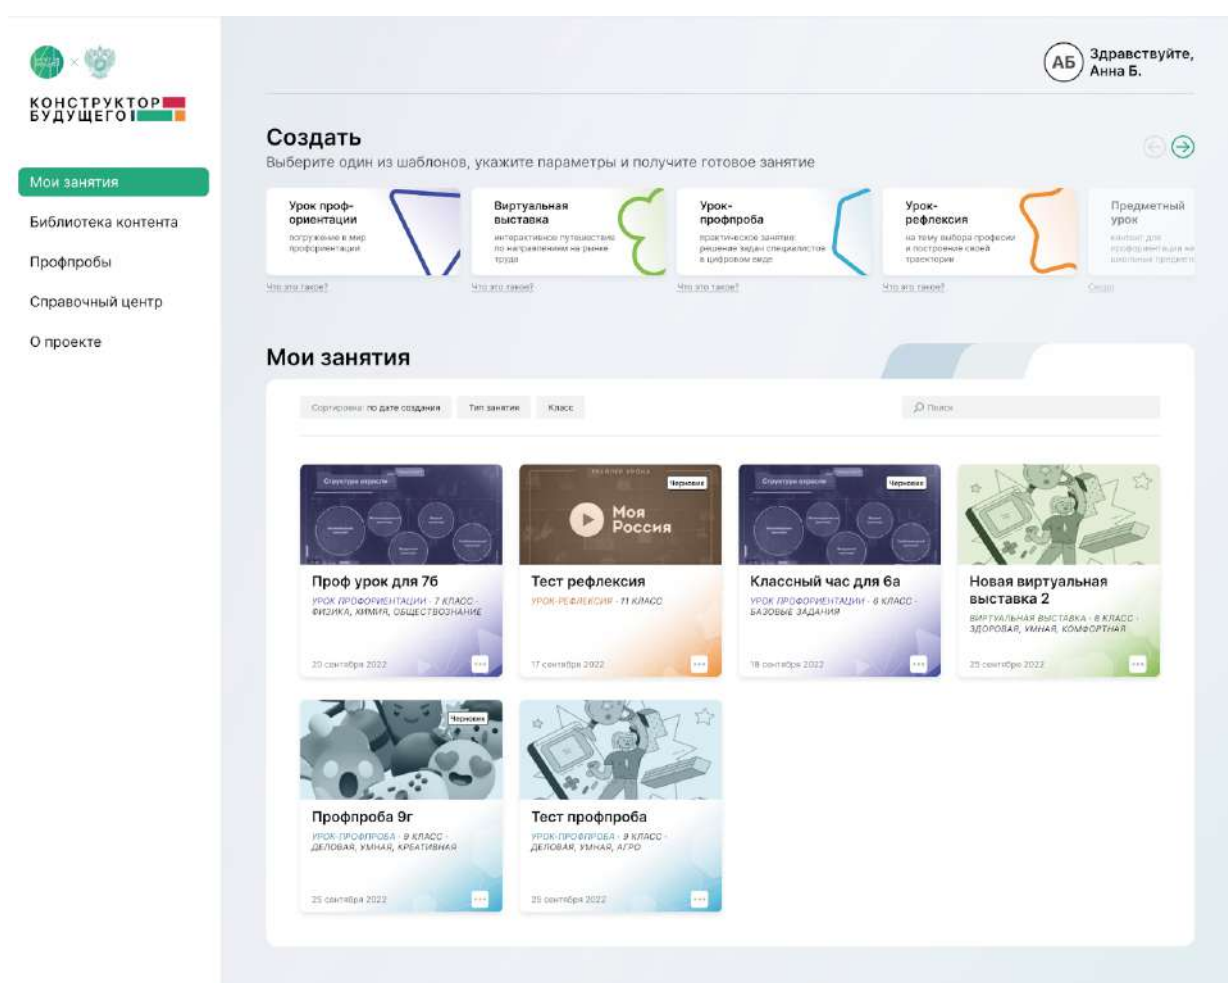 КОНСТРУКТОР
БУДУЩЕГО
Мои занятия
Библиотека контента
Профпробы
Справочный центр
О проекте
АБ
Здравствуйте,
Анна Б.
Создать
Выберите один из шаблонов, укажите параметры и получите готовое занятие
Урок проф-
ориентации
погружение в мир
профориентации
Что это такое?
Виртуальная
выставка
интерактивное путешествие
по направлениям на рынке
труда
Что это такое?
Урок-
профпроба
практическое занятие:
решение задач специалистов
в цифровом виде
Что это такое?
Урок-
рефлексия
на тему выбора професии
и построение своей
траектории
Что это такое?
Предметный
урок
контент для
профориентации на
Скоро
Мои занятия
Сортировка: по дате создания
Тип занятия
Класс
Поиск
Структура отрасли
Проф урок для 7б
УРОК ПРОФОРИЕНТАЦИИ · 7 КЛАСС ·
ФИЗИКА, ХИМИЯ, ОБЩЕСТВОЗНАНИЕ
20 сентября 2022
Черновик
Моя
Россия
Тест рефлексия
УРОК-РЕФЛЕКСИЯ · 11 КЛАСС
17 сентября 2022
Структура отрасли
Черновик
Классный час для 6а
УРОК ПРОФОРИЕНТАЦИИ · 6 КЛАСС ·
БАЗОВЫЕ ЗАДАНИЯ
18 сентября 2022
Новая виртуальная
выставка 2
ВИРТУАЛЬНАЯ ВЫСТАВКА · 8 КЛАСС ·
ЗДОРОВАЯ, УМНАЯ, КОМФОРТНАЯ
25 сентября 2022
Черновик
Профпроба 9г
УРОК-ПРОФПРОБА · 9 КЛАСС ·
ДЕЛОВАЯ, УМНАЯ, КРЕАТИВНАЯ
25 сентября 2022
Тест профпроба
УРОК-ПРОФПРОБА · 9 КЛАСС ·
ДЕЛОВАЯ, УМНАЯ, АГРО
25 сентября 2022